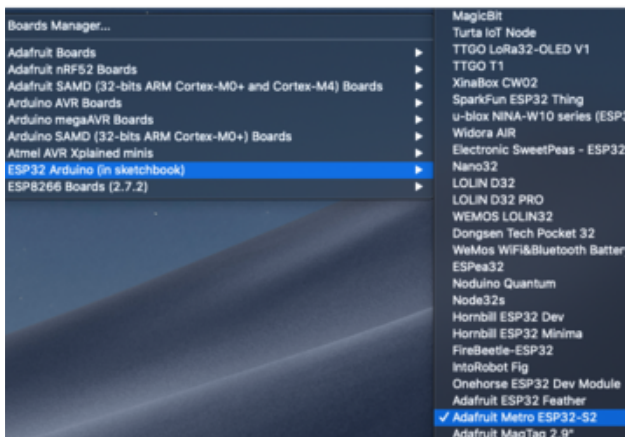 Boards Manager...
Adafruit Boards
Adafruit nRF52 Boards
Adafruit SAMD (32-bits ARM Cortex-M0+ and Cortex-M4) Boards
Arduino AVR Boards
Arduino megaAVR Boards
Arduino SAMD (32-bits ARM Cortex-M0+) Boards
Atmel AVR Xplained minis
ESP32 Arduino (in sketchbook)
ESP8266 Boards (2.7.2)
MagicBit
Turta IoT Node
TTGO LoRa32-OLED V1
TTGO T1
XinaBox CW02
SparkFun ESP32 Thing
u-blox NINA-W10 series (ESP3
Widora AIR
Electronic SweetPeas - ESP32
Nano32
LOLIN D32
LOLIN D32 PRO
WEMOS LOLIN32
Dongsen Tech Pocket 32
WeMos WiFi&Bluetooth Batter
ESPea32
Noduino Quantum
Node32s
Hornbill ESP32 Dev
Hornbill ESP32 Minima
FireBeetle-ESP32
IntoRobot Fig
Onehorse ESP32 Dev Module
Adafruit ESP32 Feather
✓ Adafruit Metro ESP32-S2
Adafruit MagTag 2.9"